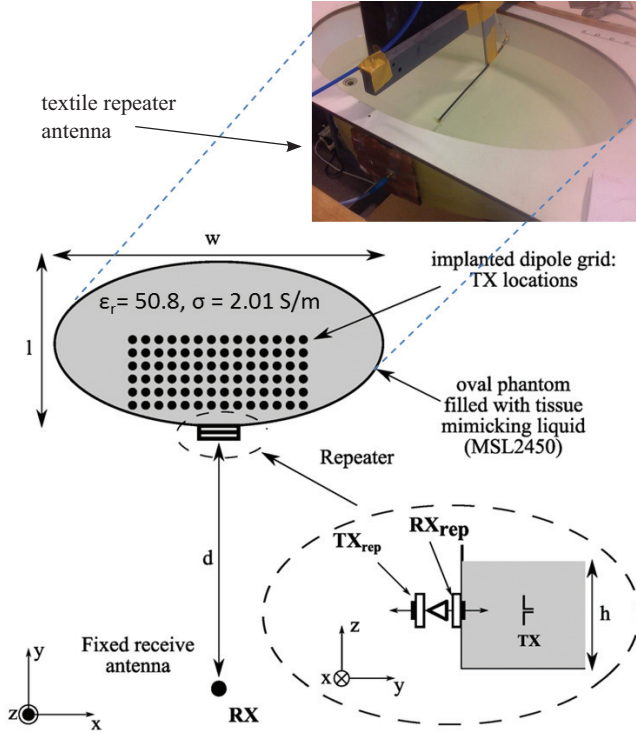 textile repeater
antenna
w
implanted dipole grid:
TX locations
εr= 50.8, σ = 2.01 S/m
l
oval phantom
filled with tissue
mimicking liquid
(MSL2450)
Repeater
d
TXrep
RXrep
TX
h
z
x
y
Fixed receive
antenna
RX
y
z
x